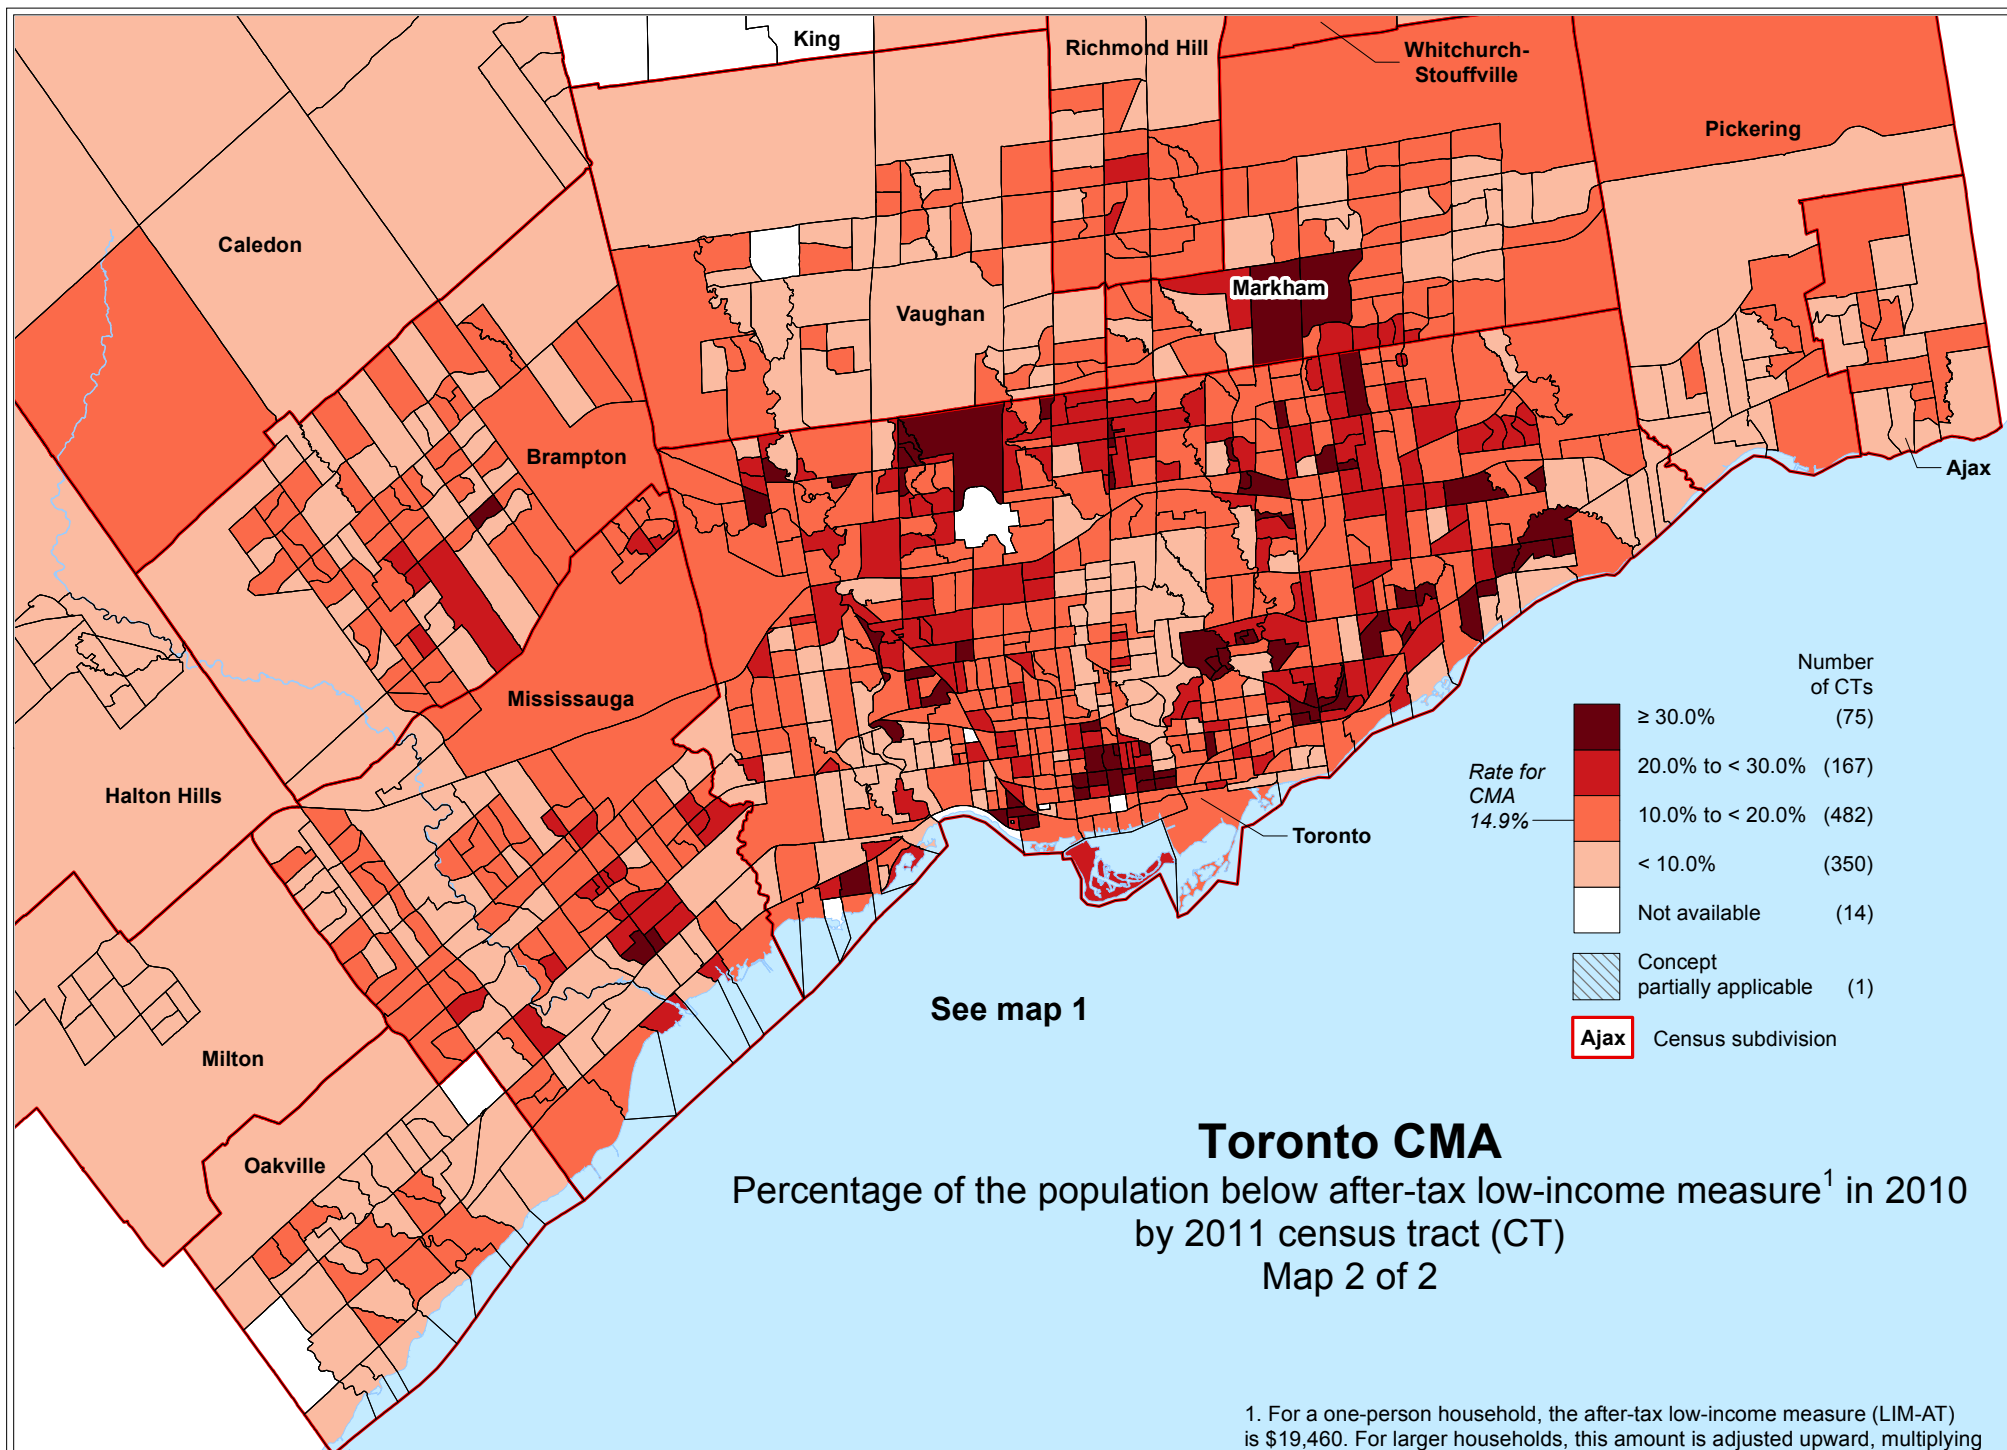 King
Richmond Hill
Whitchurch-
Stouffville
Pickering
Caledon
Markham
Vaughan
Brampton
Ajax
Mississauga
Halton Hills
Toronto
Milton
Oakville
Number
of CTs
≥ 30.0% (75)
20.0% to < 30.0% (167)
Rate for
CMA
14.9%
10.0% to < 20.0% (482)
< 10.0% (350)
Not available (14)
Concept
partially applicable (1)
Ajax Census subdivision
See map 1
Toronto CMA
Percentage of the population below after-tax low-income measure1 in 2010
by 2011 census tract (CT)
Map 2 of 2
1. For a one-person household, the after-tax low-income measure (LIM-AT)
is $19,460. For larger households, this amount is adjusted upward, multiplying